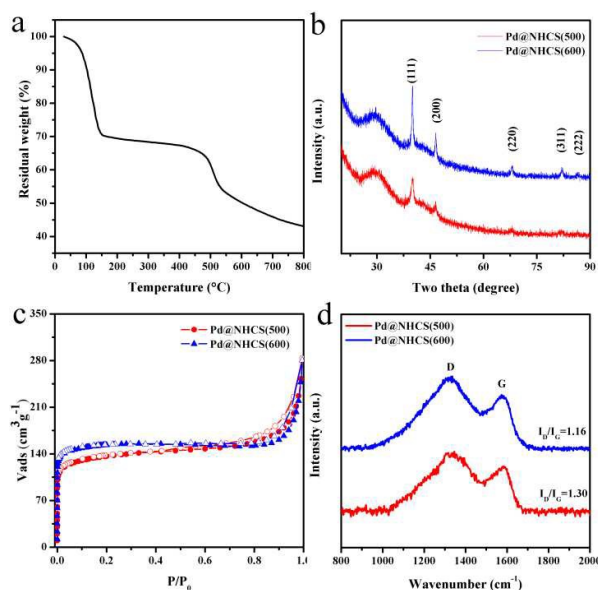 a
Residual weight (%)
100
90
80
70
60
50
40
0 100 200 300 400 500 600 700 800
Temperature (°C)
b
Pd@NHCS(500)
Pd@NHCS(600)
(111)
(200)
(220)
(311)
(222)
Intensity (a.u.)
30 45 60 75 90
Two theta (degree)
c
Pd@NHCS(500)
Pd@NHCS(600)
Vads (cm³g⁻¹)
350
280
210
140
70
0
0.0 0.2 0.4 0.6 0.8 1.0
P/P₀
d
Pd@NHCS(500)
Pd@NHCS(600)
D
G
I_D/I_G=1.16
I_D/I_G=1.30
Intensity (a.u.)
800 1000 1200 1400 1600 1800 2000
Wavenumber (cm⁻¹)